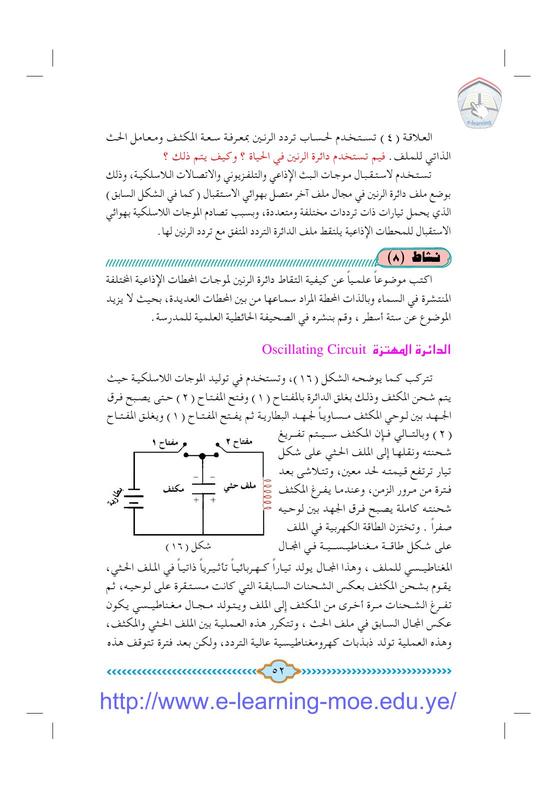 e-learning
العلاقة ( ٤ ) تستخدم لحساب تردد الرنين بمعرفة سعة المكثف ومعامل الحث
الذاتي للملف. فيم تستخدم دائرة الرنين في الحياة ؟ وكيف يتم ذلك ؟
تستخدم لاستقبال موجات البث الإذاعي والتلفزيوني والاتصالات اللاسلكية، وذلك
بوضع ملف دائرة الرنين في مجال ملف آخر متصل بهوائي الاستقبال ( كما في الشكل السابق )
الذي يحمل تيارات ذات ترددات مختلفة ومتعددة، وبسبب تصادم الموجات اللاسلكية بهوائي
الاستقبال للمحطات الإذاعية يلتقط ملف الدائرة التردد المتفق مع تردد الرنين لها.
نشاط (٨)
اكتب موضوعاً علمياً عن كيفية التقاط دائرة الرنين لموجات المحطات الإذاعية المختلفة
المنتشرة في السماء وبالذات المحطة المراد سماعها من بين المحطات العديدة، بحيث لا يزيد
الموضوع عن ستة أسطر ، وقم بنشره في الصحيفة الحائطية العلمية للمدرسة.
الدائرة المهتزة Oscillating Circuit
تتركب كما يوضحه الشكل ( ١٦ )، وتستخدم في توليد الموجات اللاسلكية حيث
يتم شحن المكثف وذلك بغلق الدائرة بالمفتاح ( ١ ) وفتح المفتاح ( ٢ ) حتى يصبح فرق
الجهد بين لوحي المكثف مساوياً لجهد البطارية ثم يفتح المفتاح ( ١ ) ويغلق المفتاح
( ٢ ) وبالتالي فإن المكثف سيتم تفريغ
شحنته ونقلها إلى الملف الحثي على شكل
تيار ترتفع قيمته لحد معين، وتتلاشى بعد
فترة من مرور الزمن، وعندما يفرغ المكثف
شحنته كاملة يصبح فرق الجهد بين لوحيه
صفراً . وتختزن الطاقة الكهربية في الملف
على شكل طاقة مغناطيسية في المجال
مفتاح ٢
مفتاح ١
ملف حثي
مكثف
بطارية
شكل ( ١٦ )
المغناطيسي للملف ، وهذا المجال يولد تياراً كهربائياً تأثيرياً ذاتياً في الملف الحثي،
يقوم بشحن المكثف بعكس الشحنات السابقة التي كانت مستقرة على لوحيه، ثم
تفرغ الشحنات مرة اخرى من المكثف إلى الملف ويتولد مجال مغناطيسي يكون
عكس المجال السابق في ملف الحث ، وتتكرر هذه العملية بين الملف الحثي والمكثف،
وهذه العملية تولد ذبذبات كهرومغناطيسية عالية التردد، ولكن بعد فترة تتوقف هذه
٥٢
http://www.e-learning-moe.edu.ye/